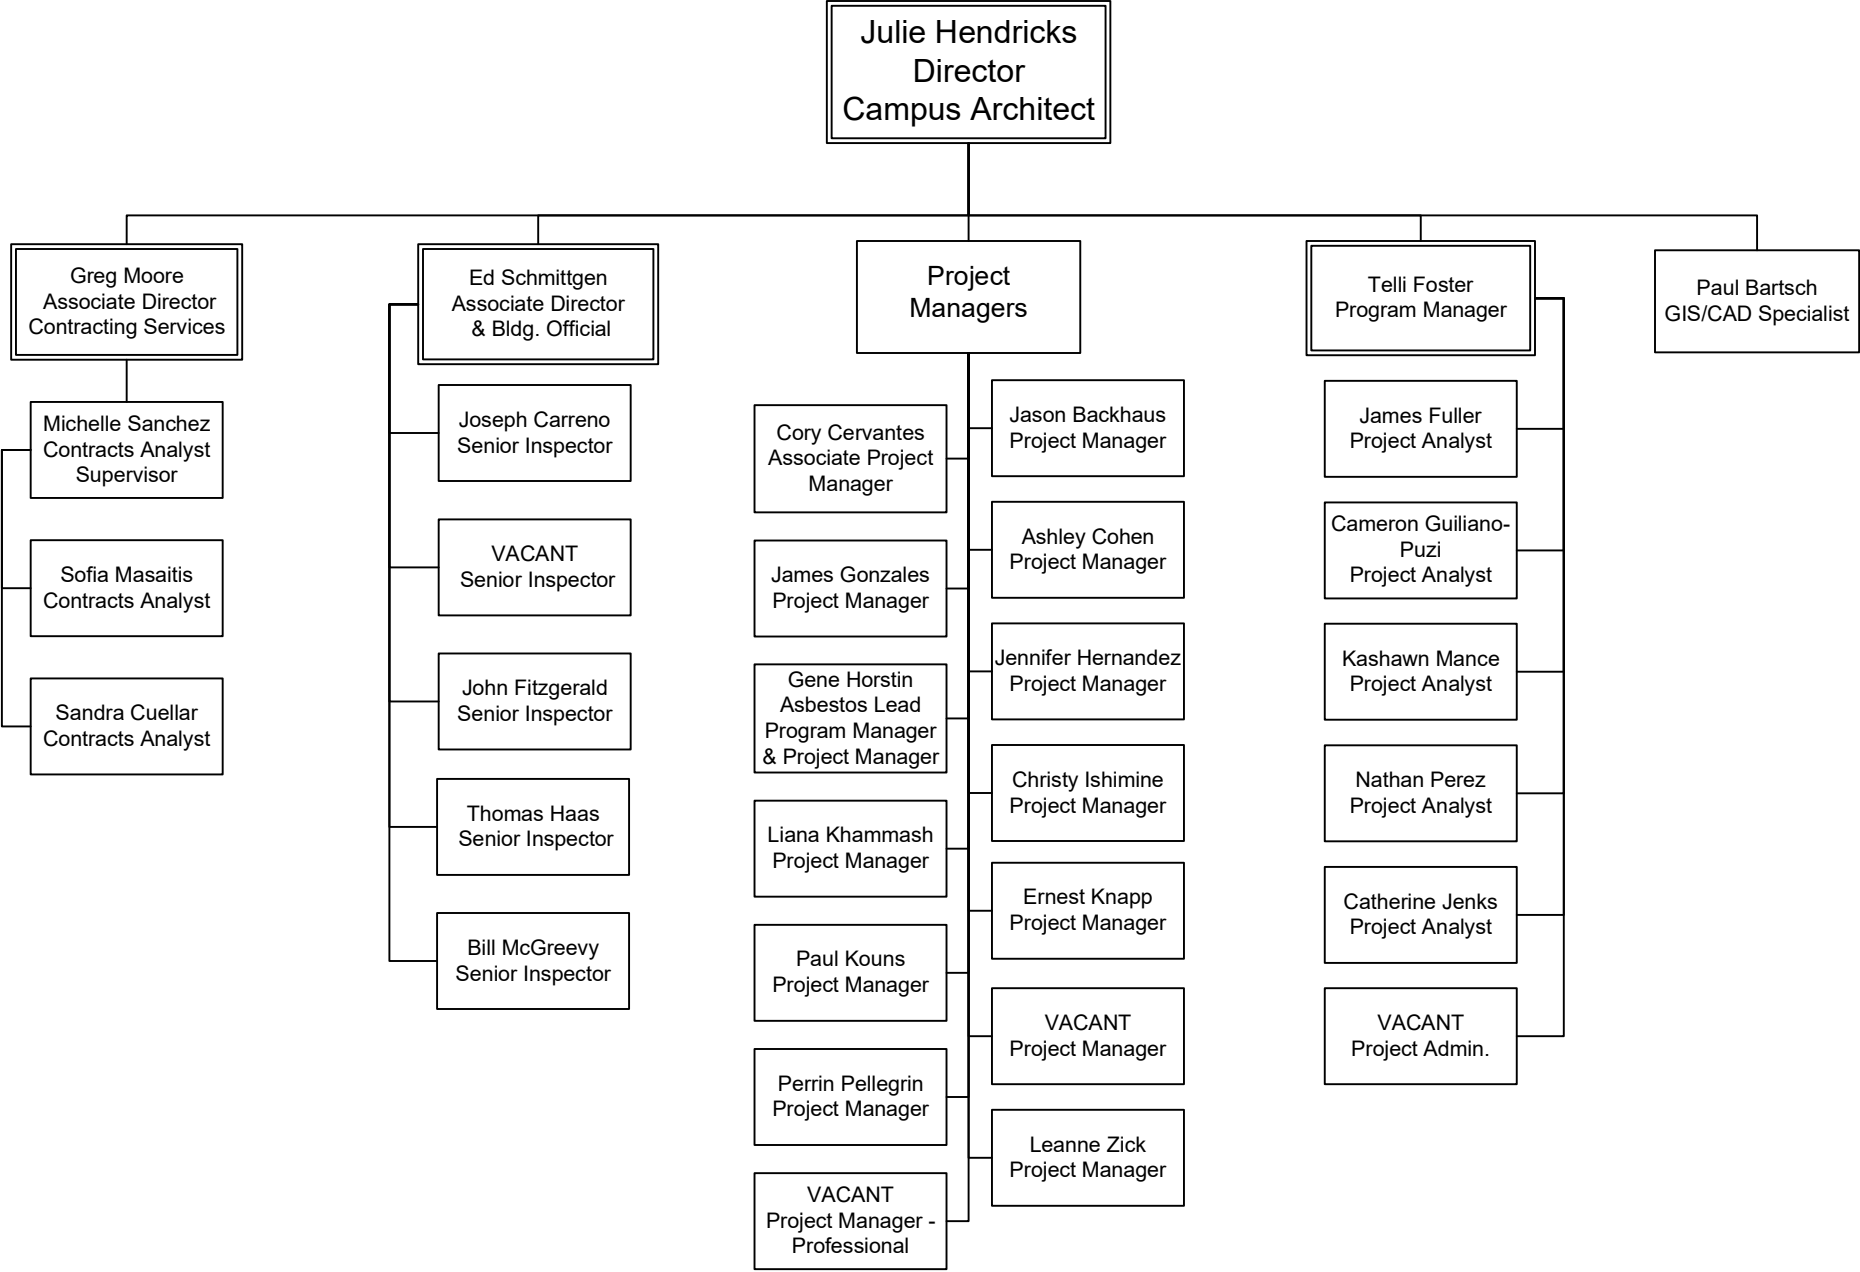 Julie Hendricks
Director
Campus Architect
Greg Moore
Associate Director
Contracting Services
Michelle Sanchez
Contracts Analyst
Supervisor
Sofia Masaitis
Contracts Analyst
Sandra Cuellar
Contracts Analyst
Ed Schmittgen
Associate Director
& Bldg. Official
Joseph Carreno
Senior Inspector
VACANT
Senior Inspector
John Fitzgerald
Senior Inspector
Thomas Haas
Senior Inspector
Bill McGreevy
Senior Inspector
Project
Managers
Cory Cervantes
Associate Project
Manager
James Gonzales
Project Manager
Gene Horstin
Asbestos Lead
Program Manager
& Project Manager
Liana Khammash
Project Manager
Paul Kouns
Project Manager
Perrin Pellegrin
Project Manager
VACANT
Project Manager -
Professional
Jason Backhaus
Project Manager
Ashley Cohen
Project Manager
Jennifer Hernandez
Project Manager
Christy Ishimine
Project Manager
Ernest Knapp
Project Manager
VACANT
Project Manager
Leanne Zick
Project Manager
Telli Foster
Program Manager
James Fuller
Project Analyst
Cameron Guiliano-
Puzi
Project Analyst
Kashawn Mance
Project Analyst
Nathan Perez
Project Analyst
Catherine Jenks
Project Analyst
VACANT
Project Admin.
Paul Bartsch
GIS/CAD Specialist